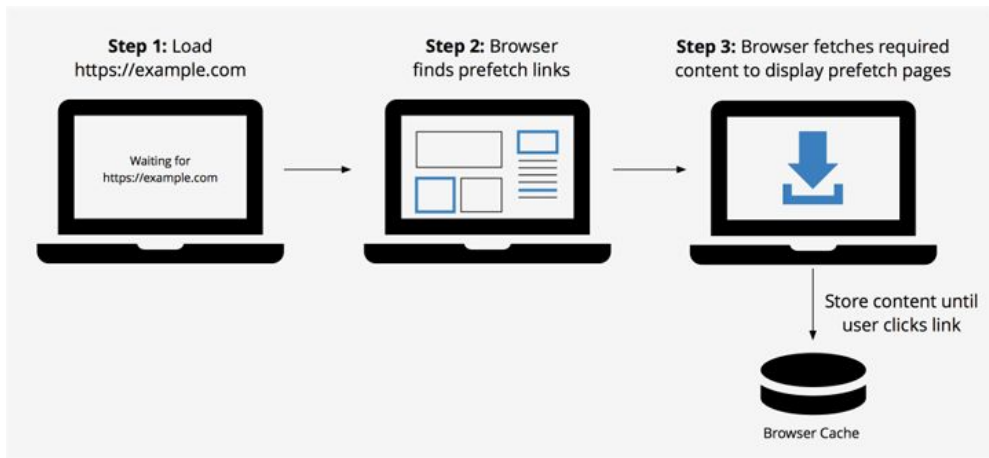 Step 1: Load
https://example.com
Step 2: Browser
finds prefetch links
Step 3: Browser fetches required
content to display prefetch pages
Waiting for
https://example.com
Store content until
user clicks link
Browser Cache